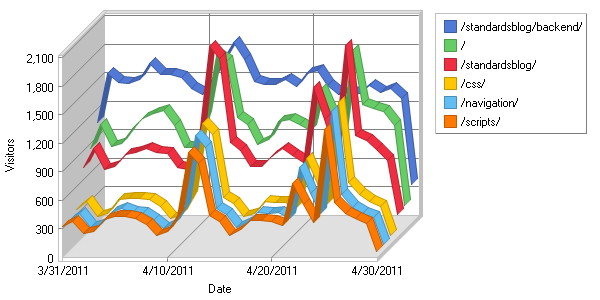 /standardsblog/backend/
/
/standardsblog/
/css/
/navigation/
/scripts/
2,100
1,800
1,500
1,200
900
600
300
0
Visitors
3/31/2011 4/10/2011 4/20/2011 4/30/2011
Date